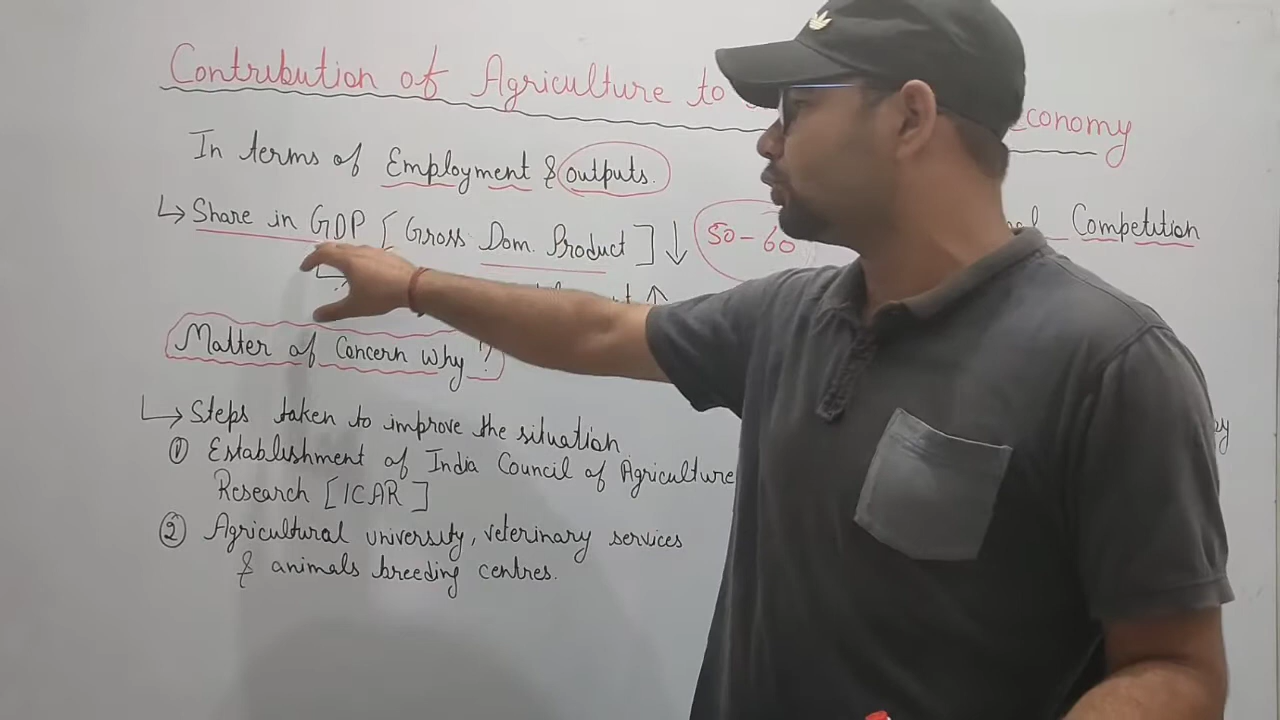 Contribution of Agriculture to Economy
In terms of Employment & outputs.
↳ Share in GDP [Gross Dom. Product] ↓ 50-60 Competition
↑
Matter of Concern why ?
↳ Steps taken to improve the situation
① Establishment of India Council of Agriculture
Research [ICAR]
② Agricultural university, veterinary services
& animals breeding centres.